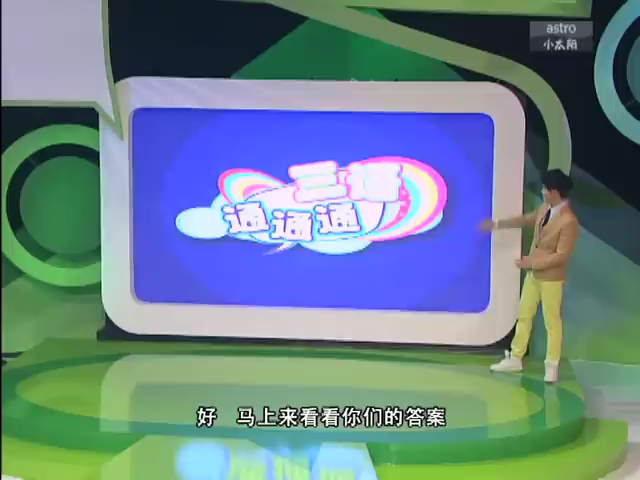 astro
小太阳
三语
通通通
好 马上来看看你们的答案